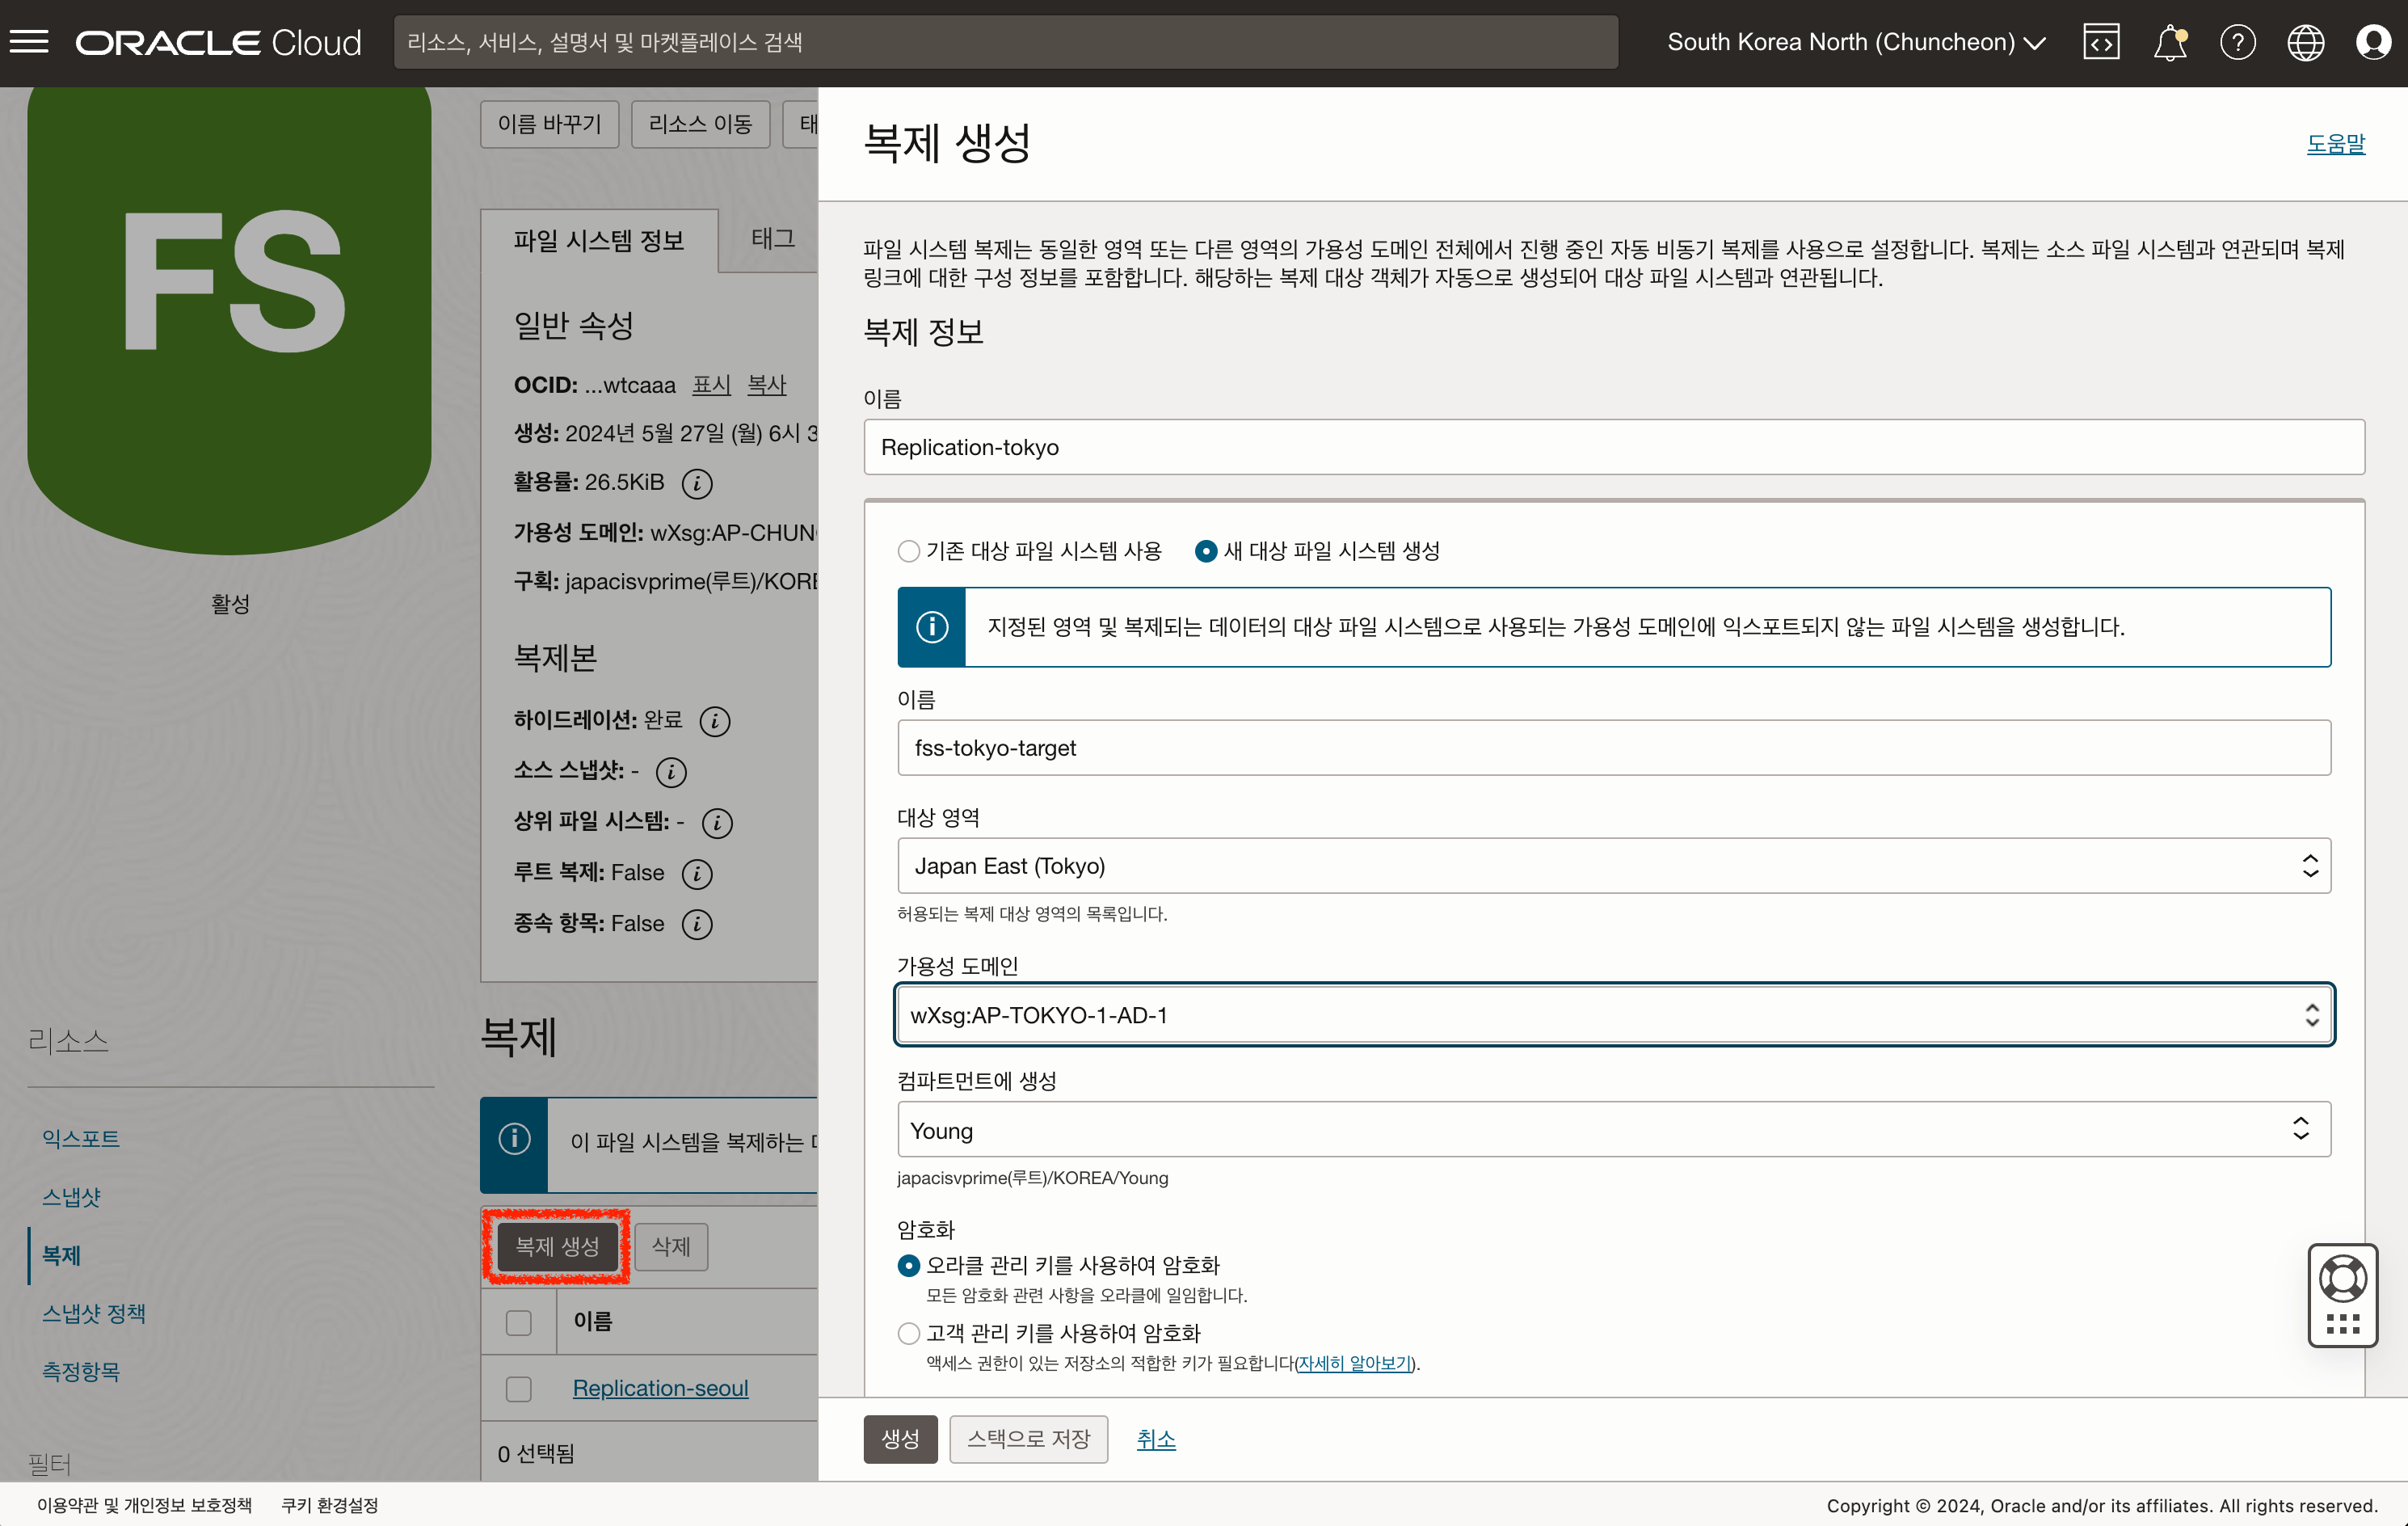 ORACLE Cloud
리소스, 서비스, 설명서 및 마켓플레이스 검색
South Korea North (Chuncheon)
FS
활성
이름 바꾸기
리소스 이동
파일 시스템 정보
태그
일반 속성
OCID: ...wtcaaa 표시 복사
생성: 2024년 5월 27일 (월) 6시 3
활용률: 26.5KiB
가용성 도메인: wXsg:AP-CHUN
구획: japacisvprime(루트)/KORE
복제본
하이드레이션: 완료
소스 스냅샷: -
상위 파일 시스템: -
루트 복제: False
종속 항목: False
리소스
익스포트
스냅샷
복제
스냅샷 정책
측정항목
필터
복제
이 파일 시스템을 복제하는
복제 생성
삭제
이름
Replication-seoul
0 선택됨
복제 생성
도움말
파일 시스템 복제는 동일한 영역 또는 다른 영역의 가용성 도메인 전체에서 진행 중인 자동 비동기 복제를 사용으로 설정합니다. 복제는 소스 파일 시스템과 연관되며 복제
링크에 대한 구성 정보를 포함합니다. 해당하는 복제 대상 객체가 자동으로 생성되어 대상 파일 시스템과 연관됩니다.
복제 정보
이름
Replication-tokyo
기존 대상 파일 시스템 사용
새 대상 파일 시스템 생성
지정된 영역 및 복제되는 데이터의 대상 파일 시스템으로 사용되는 가용성 도메인에 익스포트되지 않는 파일 시스템을 생성합니다.
이름
fss-tokyo-target
대상 영역
Japan East (Tokyo)
허용되는 복제 대상 영역의 목록입니다.
가용성 도메인
wXsg:AP-TOKYO-1-AD-1
컴파트먼트에 생성
Young
japacisvprime(루트)/KOREA/Young
암호화
오라클 관리 키를 사용하여 암호화
모든 암호화 관련 사항을 오라클에 일임합니다.
고객 관리 키를 사용하여 암호화
액세스 권한이 있는 저장소의 적합한 키가 필요합니다(자세히 알아보기).
생성
스택으로 저장
취소
이용약관 및 개인정보 보호정책
쿠키 환경설정
Copyright © 2024, Oracle and/or its affiliates. All rights reserved.